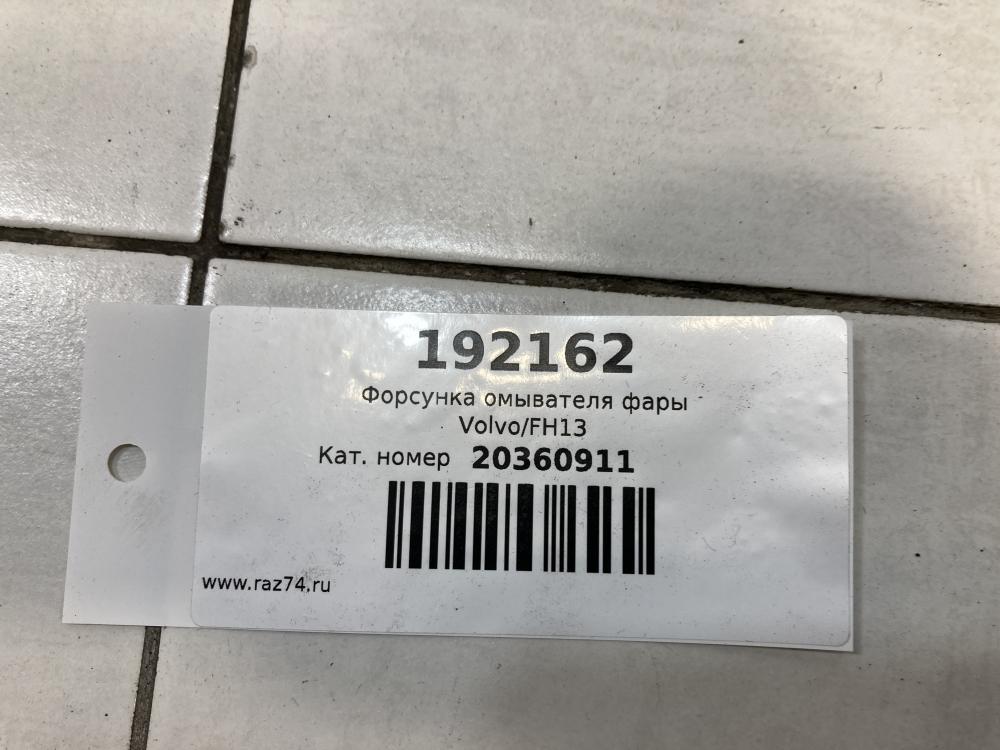 192162
Форсунка омывателя фары
Volvo/FH13
Кат. номер 20360911
www.raz74.ru